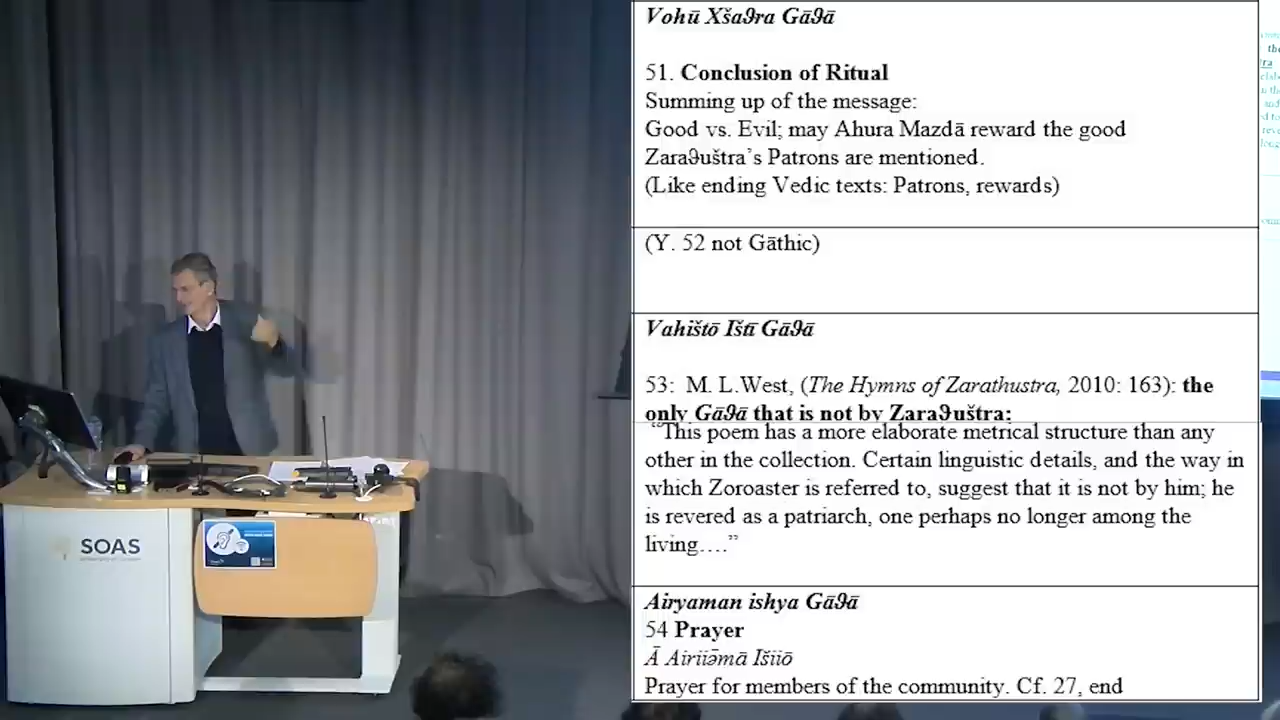 Vohū Xšaϑra Gāϑā
51. Conclusion of Ritual
Summing up of the message:
Good vs. Evil; may Ahura Mazdā reward the good
Zaraϑuštra’s Patrons are mentioned.
(Like ending Vedic texts: Patrons, rewards)
(Y. 52 not Gāthic)
Vahištō Īštī Gāϑā
53: M. L.West, (The Hymns of Zarathustra, 2010: 163): the
only Gāϑā that is not by Zaraϑuštra:
“This poem has a more elaborate metrical structure than any
other in the collection. Certain linguistic details, and the way in
which Zoroaster is referred to, suggest that it is not by him; he
is revered as a patriarch, one perhaps no longer among the
living….”
Airyaman ishya Gāϑā
54 Prayer
Ā Airiiə̄mā Išiiō
Prayer for members of the community. Cf. 27, end
SOAS